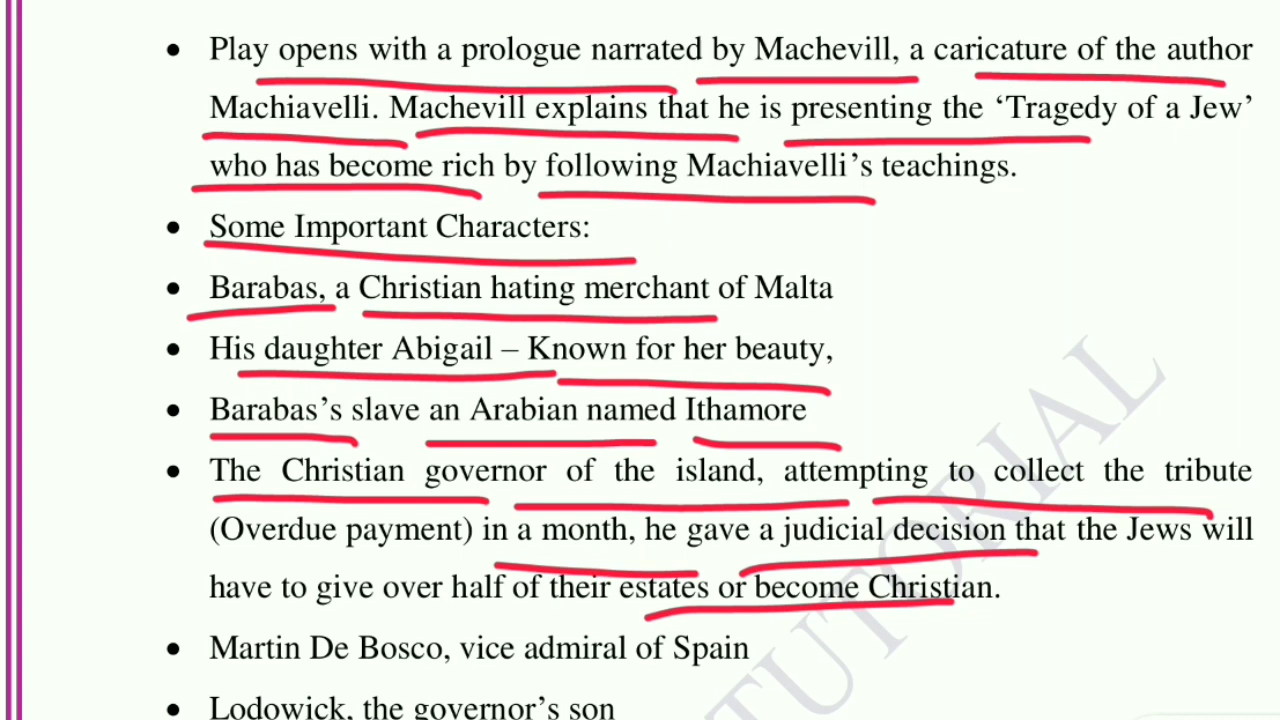 • Play opens with a prologue narrated by Machevill, a caricature of the author
Machiavelli. Machevill explains that he is presenting the ‘Tragedy of a Jew’
who has become rich by following Machiavelli’s teachings.
• Some Important Characters:
• Barabas, a Christian hating merchant of Malta
• His daughter Abigail – Known for her beauty,
• Barabas’s slave an Arabian named Ithamore
• The Christian governor of the island, attempting to collect the tribute
(Overdue payment) in a month, he gave a judicial decision that the Jews will
have to give over half of their estates or become Christian.
• Martin De Bosco, vice admiral of Spain
• Lodowick, the governor’s son
TUTORIAL